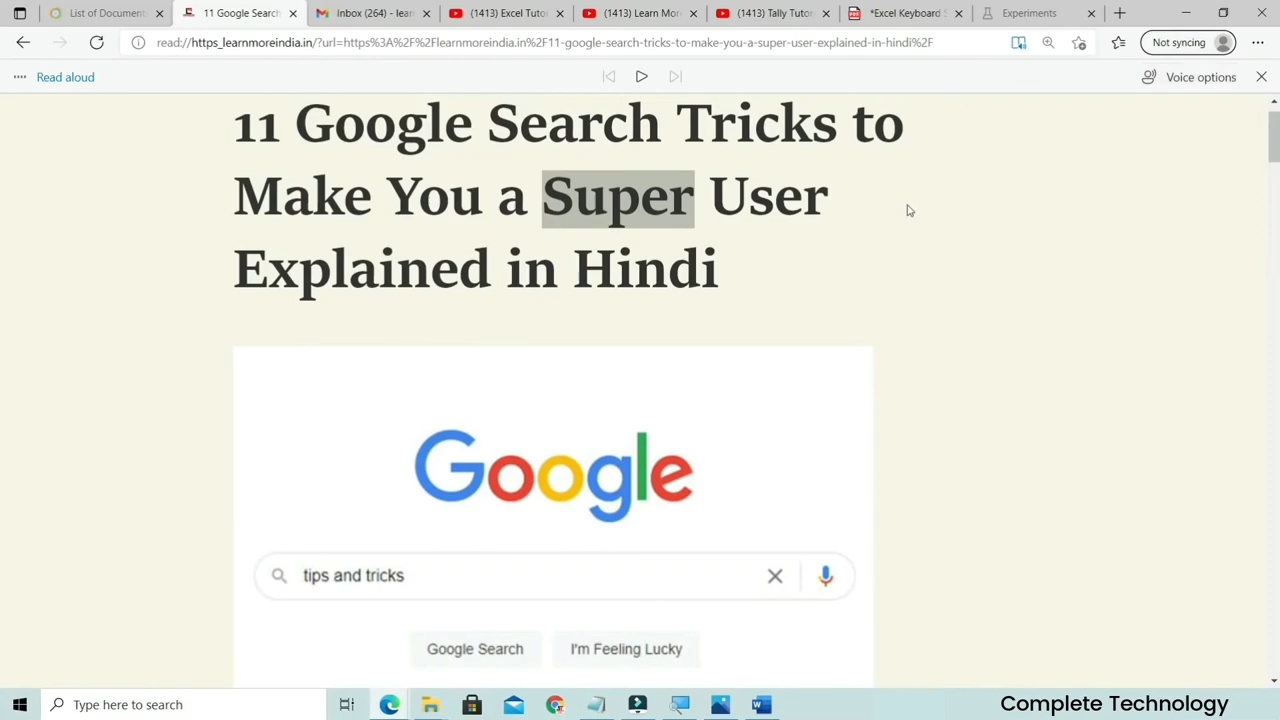 List of Document
11 Google Search
Inbox (264) - lear
(1413) Excel Tuto
(1413) Learn Mor
(1413) Tally Tuto
*Excel Keyboard S
Experiments
read://https_learnmoreindia.in/?url=https%3A%2F%2Flearnmoreindia.in%2F11-google-search-tricks-to-make-you-a-super-user-explained-in-hindi%2F
Not syncing
Read aloud
Voice options
11 Google Search Tricks to
Make You a Super User
Explained in Hindi
Google
tips and tricks
Google Search
I'm Feeling Lucky
Type here to search
Complete Technology